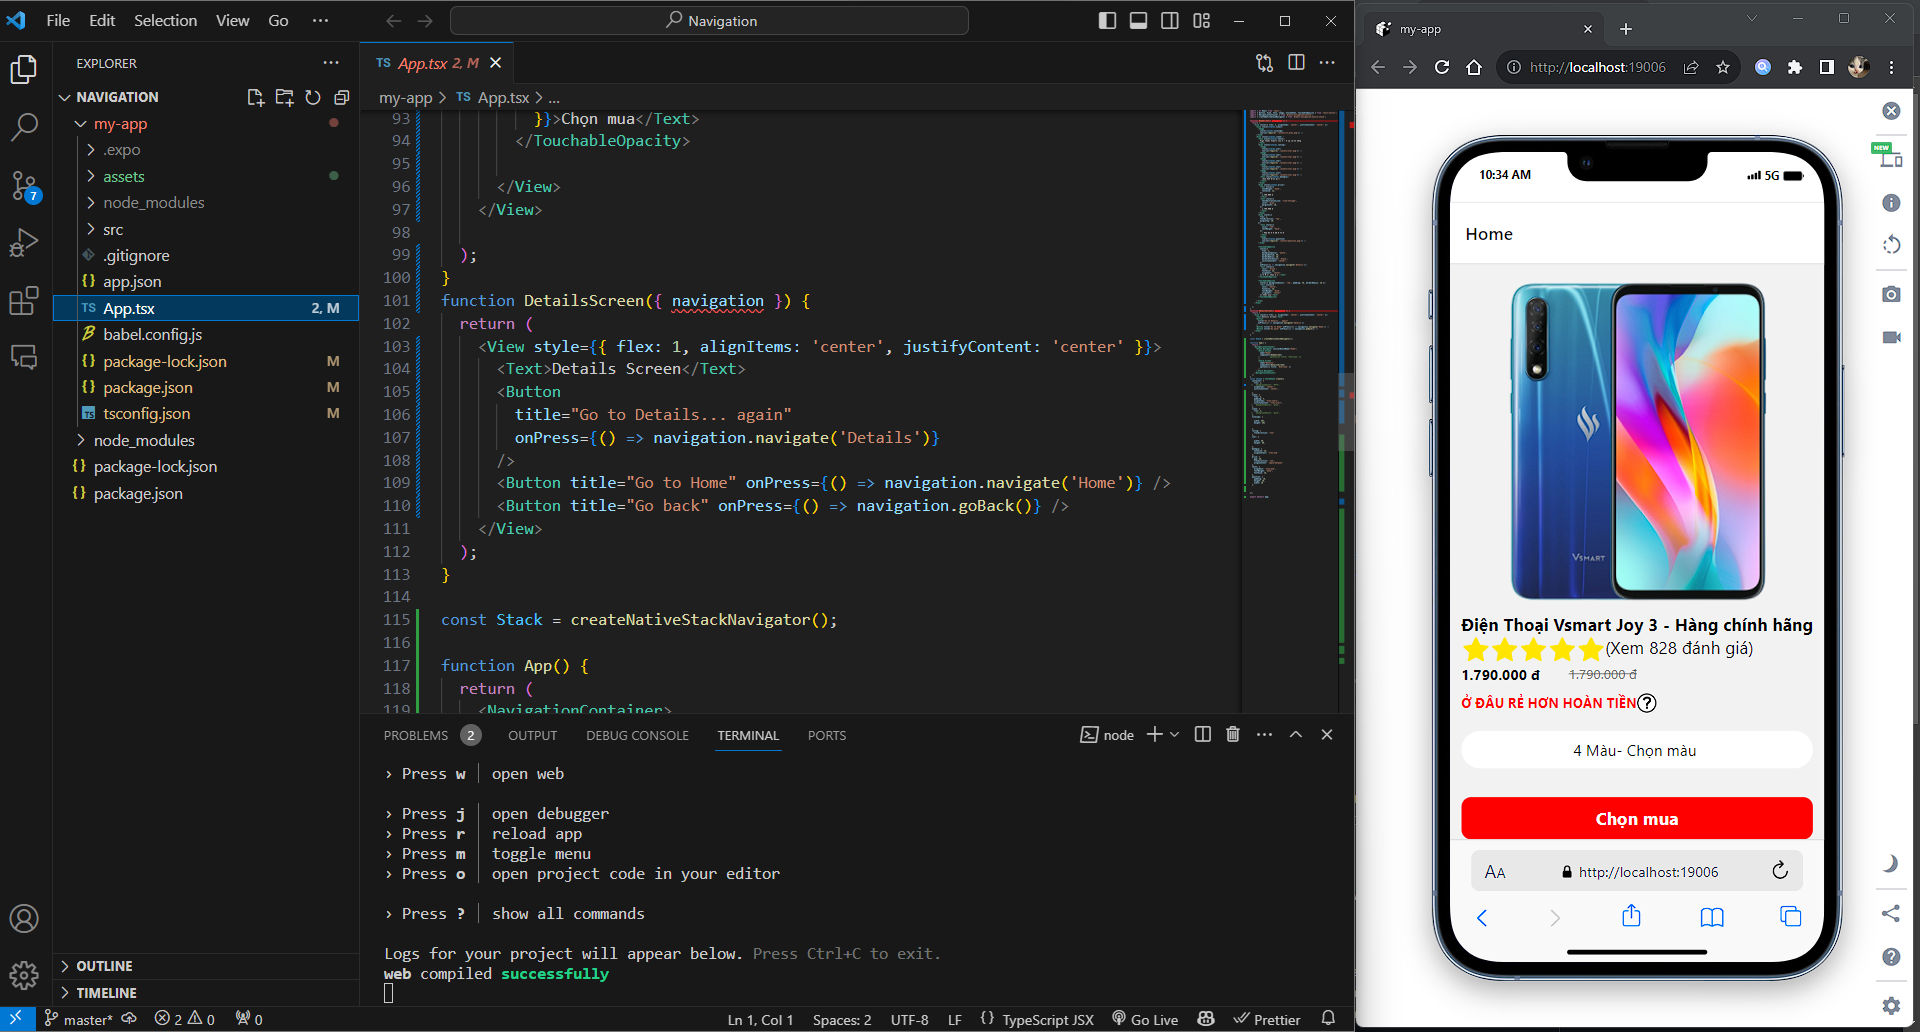 File Edit Selection View Go ···
Navigation
EXPLORER
NAVIGATION
my-app
.expo
assets
node_modules
src
.gitignore
{} app.json
TS App.tsx 2, M
babel.config.js
{} package-lock.json M
{} package.json M
TS tsconfig.json M
node_modules
{} package-lock.json
{} package.json
OUTLINE
TIMELINE
7
TS App.tsx 2, M
my-app > TS App.tsx > ...
93 }}>Chọn mua</Text>
94 </TouchableOpacity>
95
96 </View>
97 </View>
98
99 );
100 }
101 function DetailsScreen({ navigation }) {
102 return (
103 <View style={{ flex: 1, alignItems: 'center', justifyContent: 'center' }}>
104 <Text>Details Screen</Text>
105 <Button
106 title="Go to Details... again"
107 onPress={() => navigation.navigate('Details')}
108 />
109 <Button title="Go to Home" onPress={() => navigation.navigate('Home')} />
110 <Button title="Go back" onPress={() => navigation.goBack()} />
111 </View>
112 );
113 }
114
115 const Stack = createNativeStackNavigator();
116
117 function App() {
118 return (
119 <NavigationContainer>
PROBLEMS 2 OUTPUT DEBUG CONSOLE TERMINAL PORTS
node
› Press w │ open web
› Press j │ open debugger
› Press r │ reload app
› Press m │ toggle menu
› Press o │ open project code in your editor
› Press ? │ show all commands
Logs for your project will appear below. Press Ctrl+C to exit.
web compiled successfully
master* 2 0 0
Ln 1, Col 1 Spaces: 2 UTF-8 LF {} TypeScript JSX Go Live Prettier
my-app
http://localhost:19006
NEW
10:34 AM 5G
Home
VSMART
Điện Thoại Vsmart Joy 3 - Hàng chính hãng
(Xem 828 đánh giá)
1.790.000 đ 1.790.000 đ
Ở ĐÂU RẺ HƠN HOÀN TIỀN
4 Màu- Chọn màu
Chọn mua
AA http://localhost:19006